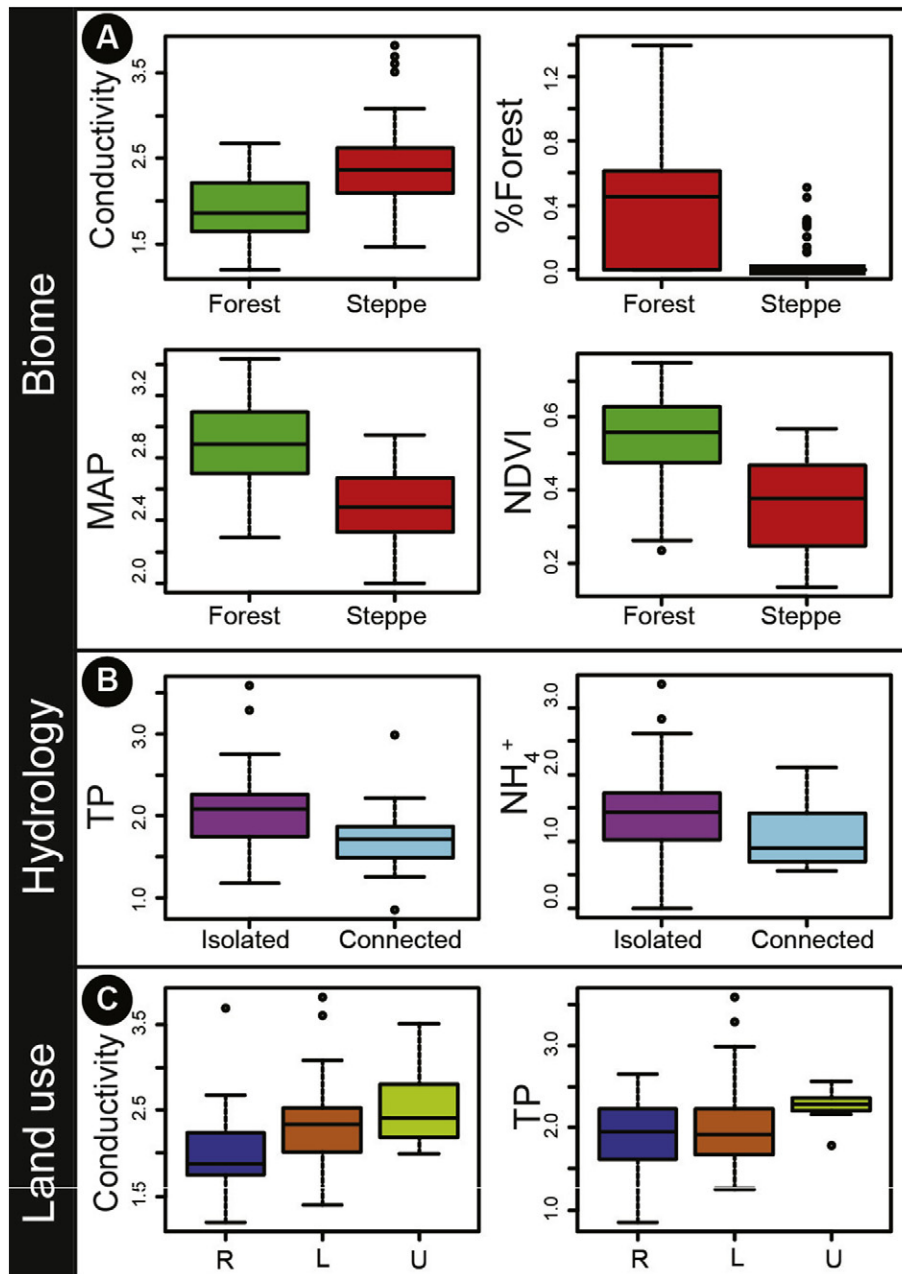 Biome
A
Conductivity
3.5
2.5
1.5
Forest
Steppe
%Forest
1.2
0.8
0.4
0.0
Forest
Steppe
MAP
3.2
2.8
2.4
2.0
Forest
Steppe
NDVI
0.6
0.4
0.2
Forest
Steppe
Hydrology
B
TP
3.0
2.0
1.0
Isolated
Connected
NH4+
3.0
2.0
1.0
0.0
Isolated
Connected
Land use
C
Conductivity
3.5
2.5
1.5
R
L
U
TP
3.0
2.0
1.0
R
L
U